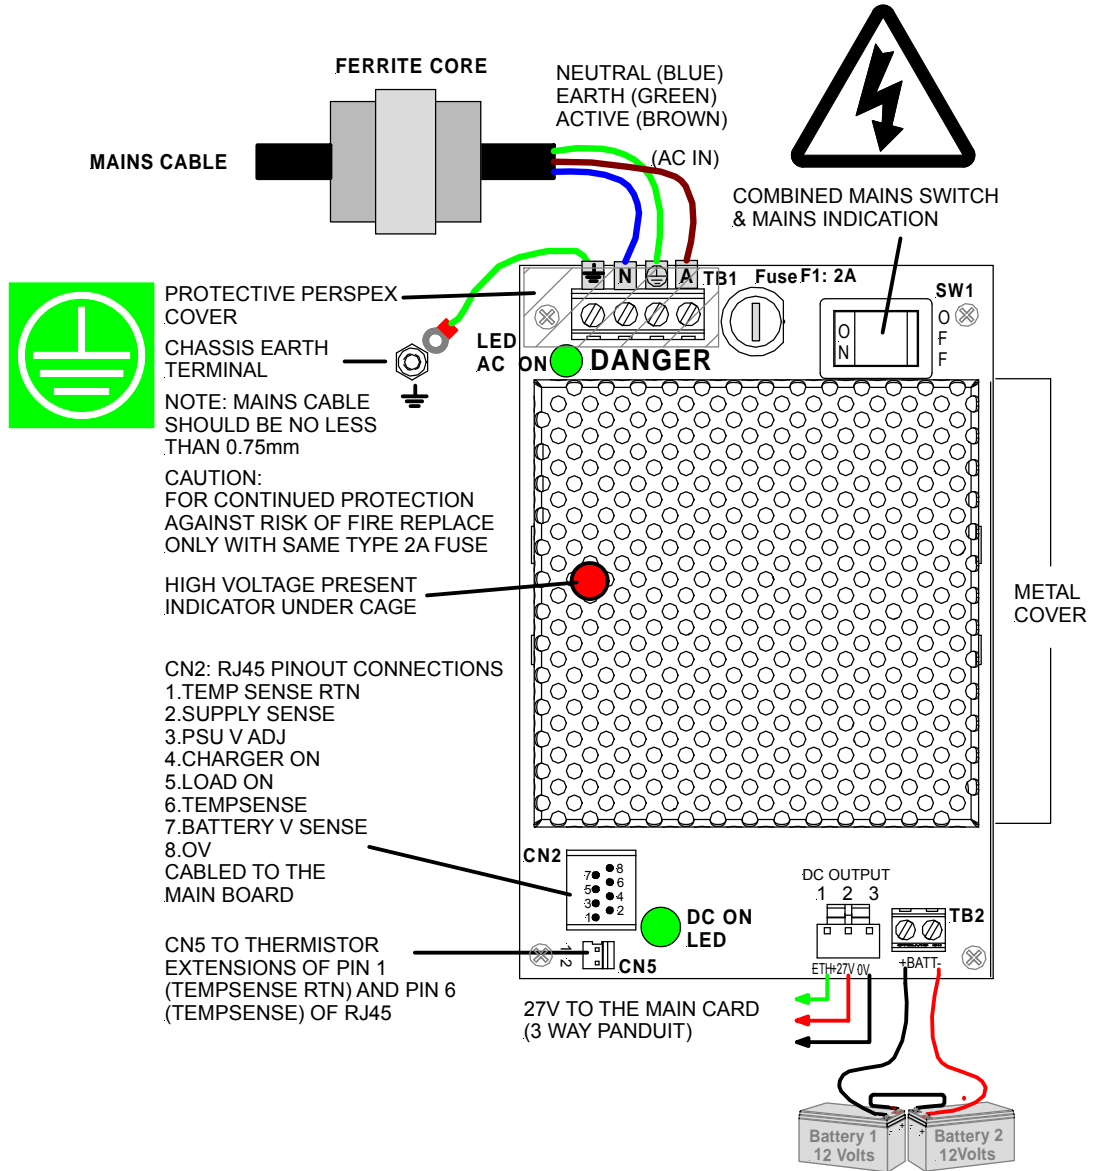 FERRITE CORE
NEUTRAL (BLUE)
EARTH (GREEN)
ACTIVE (BROWN)
MAINS CABLE
(AC IN)
COMBINED MAINS SWITCH
& MAINS INDICATION
N
A
TB1
Fuse F1: 2A
SW1
PROTECTIVE PERSPEX
COVER
ON
OFF
LED
AC ON
DANGER
CHASSIS EARTH
TERMINAL
NOTE: MAINS CABLE
SHOULD BE NO LESS
THAN 0.75mm
CAUTION:
FOR CONTINUED PROTECTION
AGAINST RISK OF FIRE REPLACE
ONLY WITH SAME TYPE 2A FUSE
HIGH VOLTAGE PRESENT
INDICATOR UNDER CAGE
METAL
COVER
CN2: RJ45 PINOUT CONNECTIONS
1.TEMP SENSE RTN
2.SUPPLY SENSE
3.PSU V ADJ
4.CHARGER ON
5.LOAD ON
6.TEMPSENSE
7.BATTERY V SENSE
8.OV
CABLED TO THE
MAIN BOARD
CN2
7 8
5 6
3 4
1 2
DC ON
LED
DC OUTPUT
1 2 3
TB2
CN5 TO THERMISTOR
EXTENSIONS OF PIN 1
(TEMPSENSE RTN) AND PIN 6
(TEMPSENSE) OF RJ45
1 2
CN5
ETH+27V 0V
+BATT-
27V TO THE MAIN CARD
(3 WAY PANDUIT)
- +
- +
Battery 1
12 Volts
Battery 2
12Volts